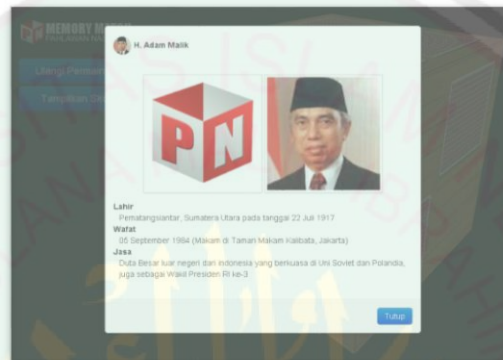 MEMORY
H. Adam Malik
PN
Lahir
Pematangsiantar, Sumatera Utara pada tanggal 22 Juli 1917
Wafat
05 September 1984 (Makam di Taman Makam Kalibata, Jakarta)
Jasa
Duta Besar luar negeri dari indonesia yang berkuasa di Uni Soviet dan Polandia,
juga sebagai Wakil Presiden RI ke-3
Tutup